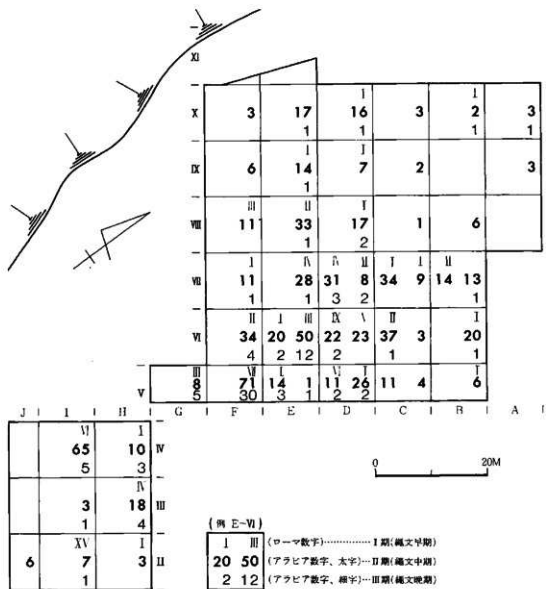 XI
I I
X 3 17 16 3 2 3
1 1 1 1
I I
IX 6 14 7 2 3
1
III II I
VIII 11 33 17 1 6
1 2
I IV IV I
VII 11 28 31 8 34 9 14 13
1 1 3 2 1
II I III IX V II I
VI 34 20 50 22 23 37 3 20
4 2 12 2 1 1
III VII I VI I I
V 8 71 14 1 11 26 11 4 6
5 30 3 1 2 2
J I H G F E D C B A
VI I
65 10 IV
5 3
IV
3 18 III
1 4
XV I
6 7 3 II
1
0 20M
(例 E-VI)
I III (ローマ数字)……………I期(縄文早期)
20 50 (アラビア数字、太字)…II期(縄文中期)
2 12 (アラビア数字、細字)…III期(縄文晩期)